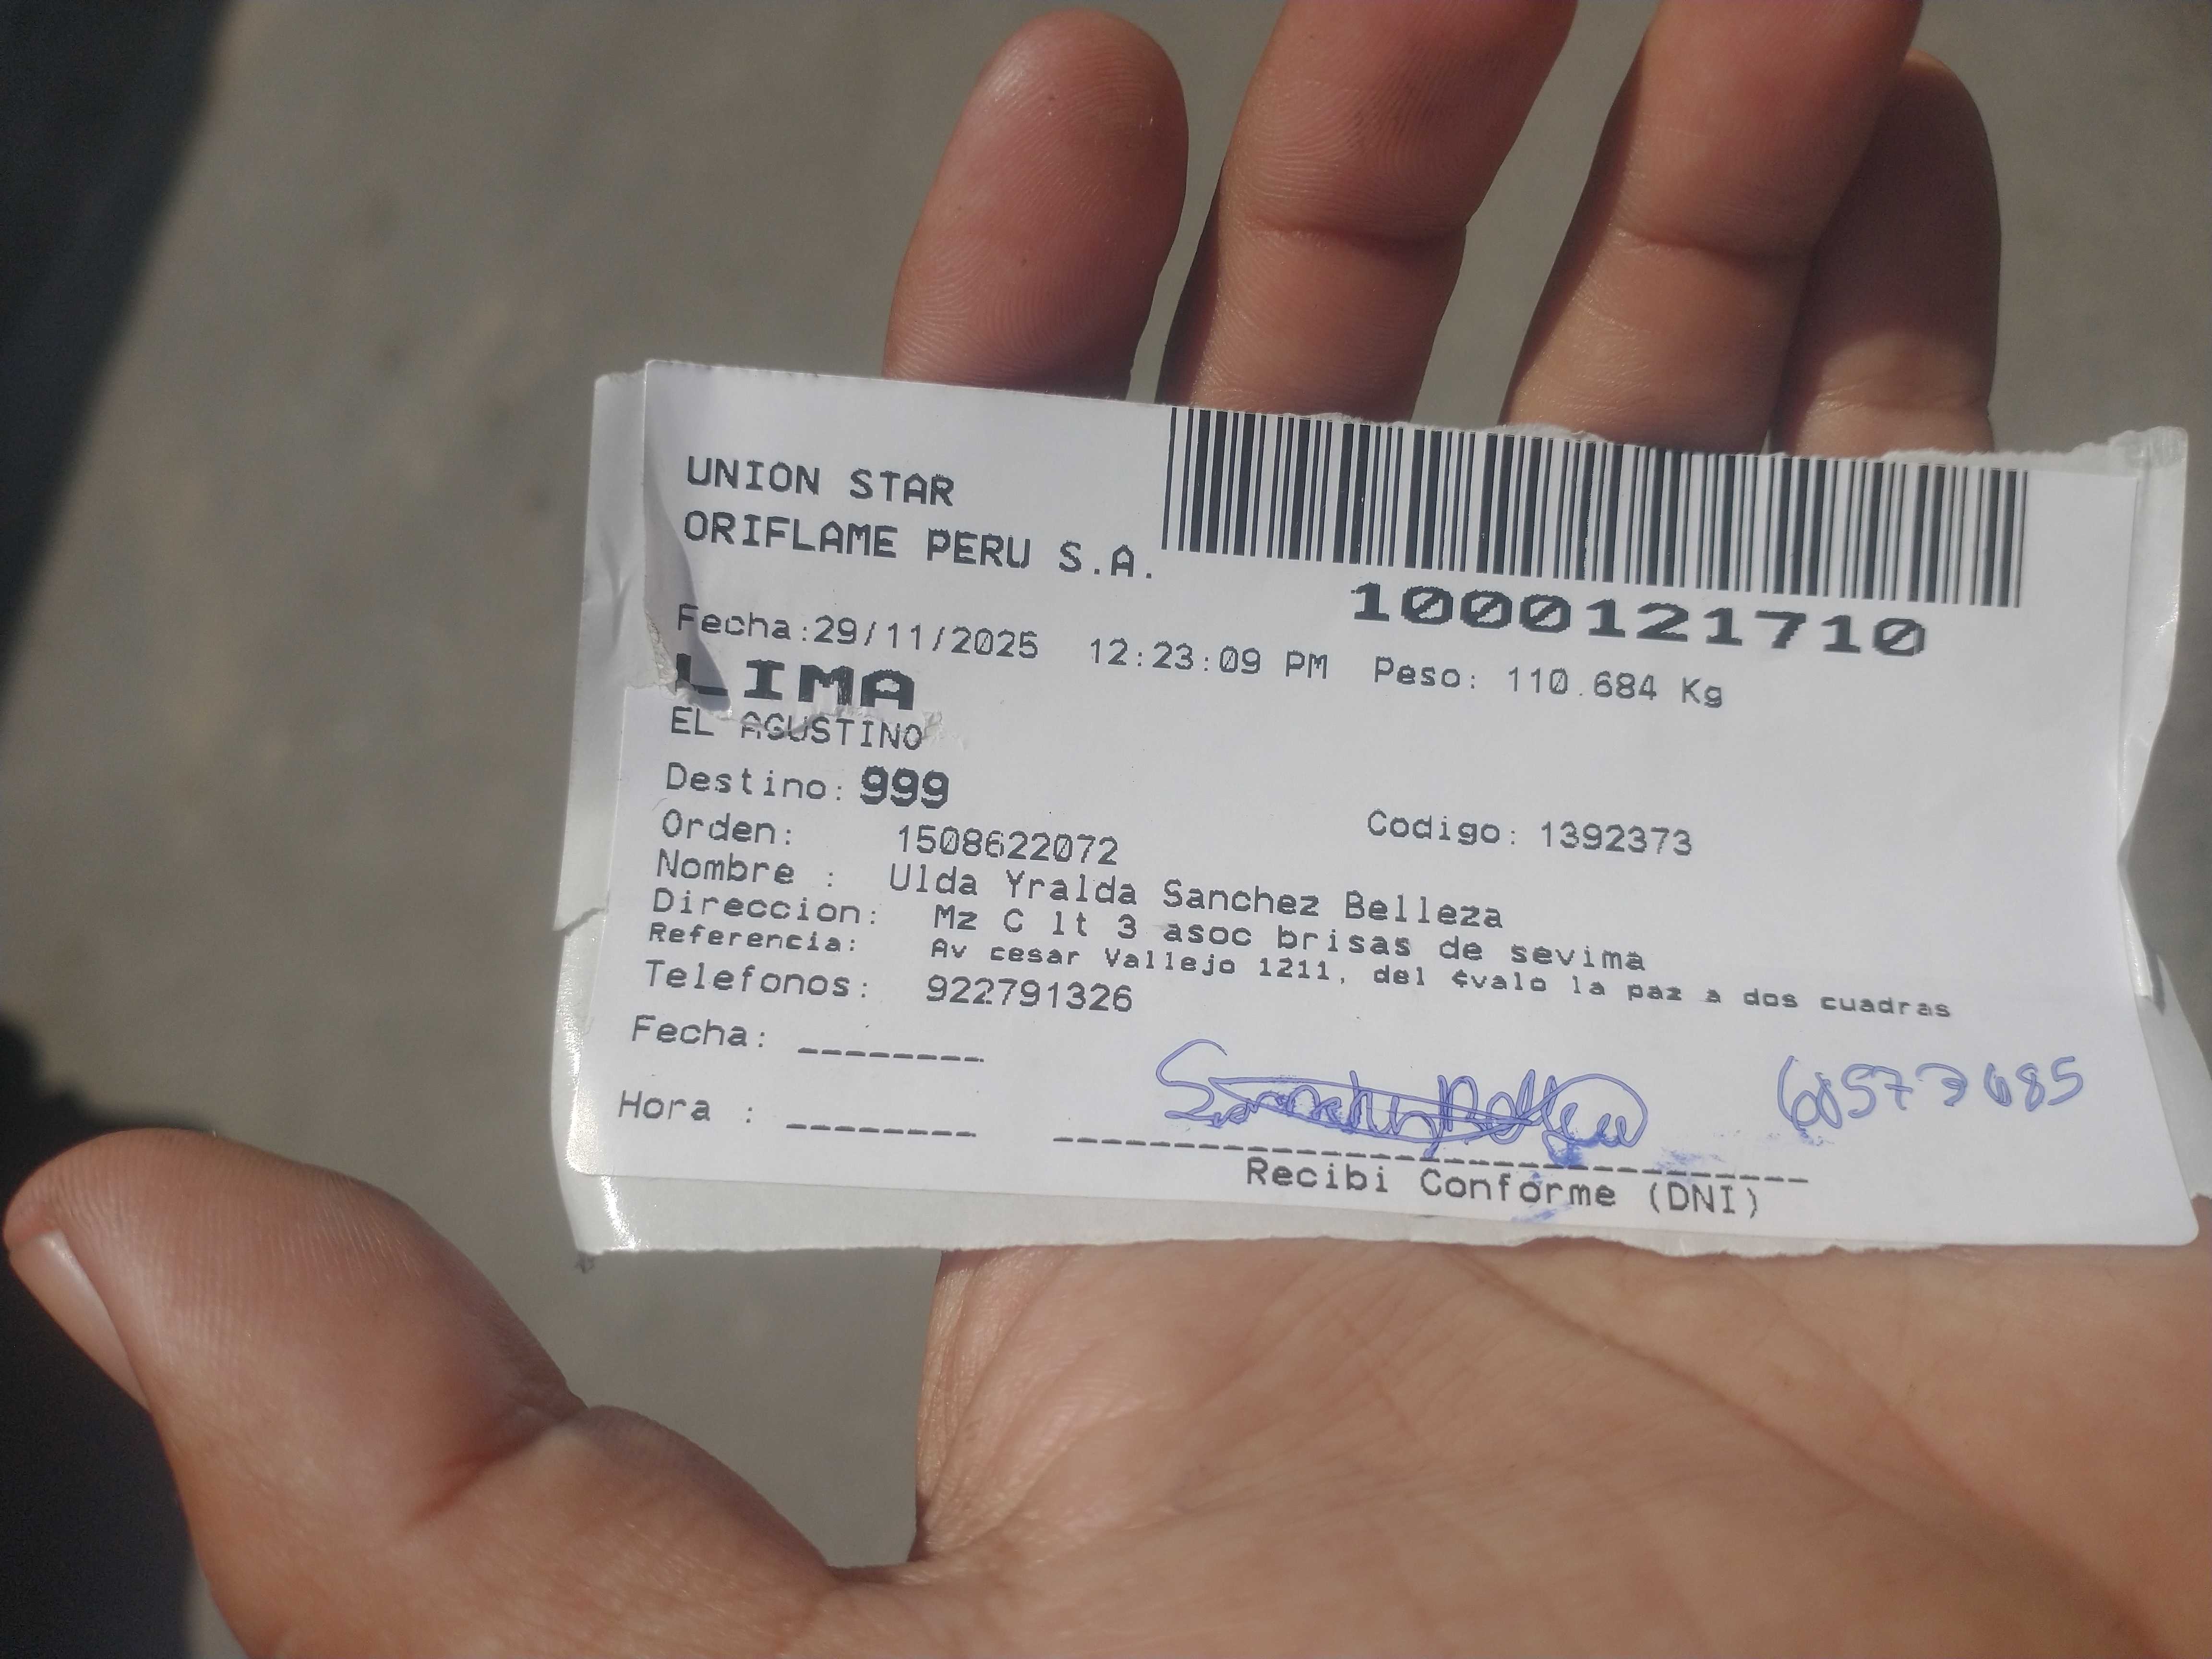 UNION STAR
ORIFLAME PERU S.A.
1000121710
Fecha:29/11/2025 12:23:09 PM Peso: 110.684 Kg
LIMA
EL AGUSTINO
Destino: 999
Orden: 1508622072 Codigo: 1392373
Nombre : Ulda Yralda Sanchez Belleza
Direccion: Mz C lt 3 asoc brisas de sevima
Referencia: Av cesar Vallejo 1211, del ¢valo la paz a dos cuadras
Telefonos: 922791326
Fecha: ________
Hora : ________
Recibi Conforme (DNI)